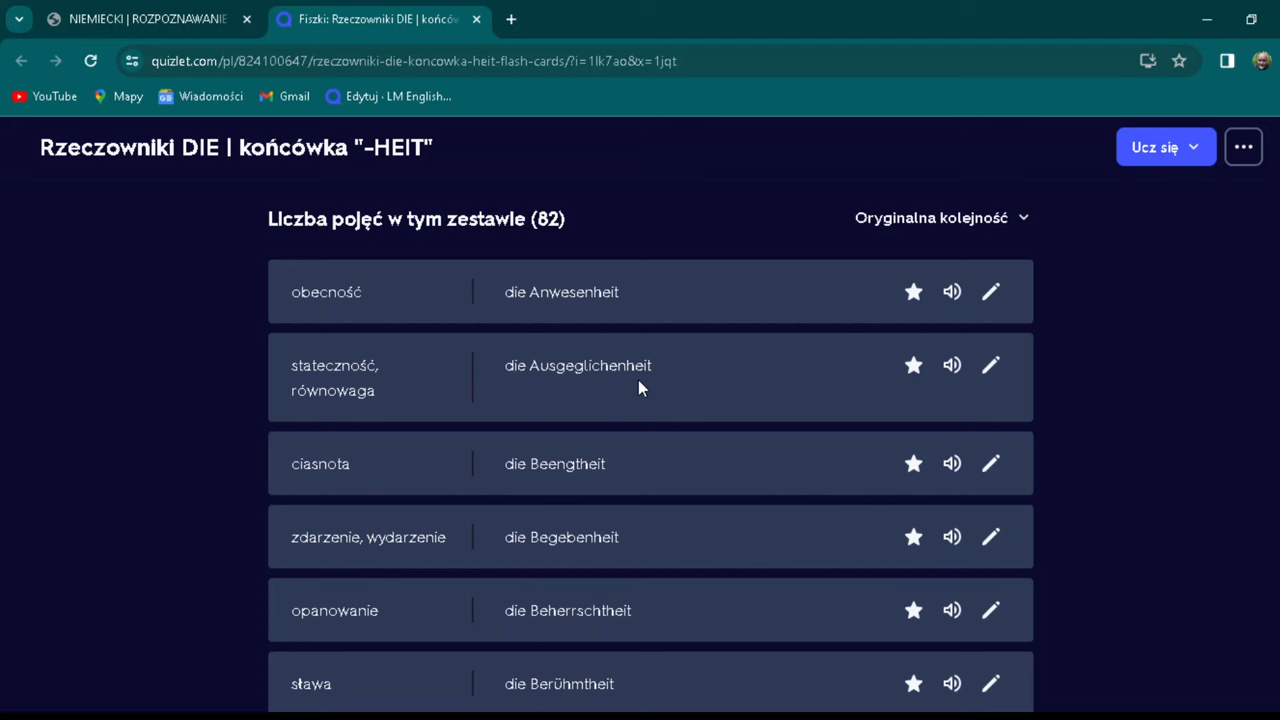 NIEMIECKI | ROZPOZNAWANIE
Fiszki: Rzeczowniki DIE | końców
quizlet.com/pl/824100647/rzeczowniki-die-koncowka-heit-flash-cards/?i=1lk7ao&x=1jqt
YouTube Mapy Wiadomości Gmail Edytuj · LM English...
Rzeczowniki DIE | końcówka "-HEIT"
Ucz się
Liczba pojęć w tym zestawie (82)
Oryginalna kolejność
obecność die Anwesenheit
stateczność, die Ausgeglichenheit
równowaga
ciasnota die Beengtheit
zdarzenie, wydarzenie die Begebenheit
opanowanie die Beherrschtheit
sława die Berühmtheit